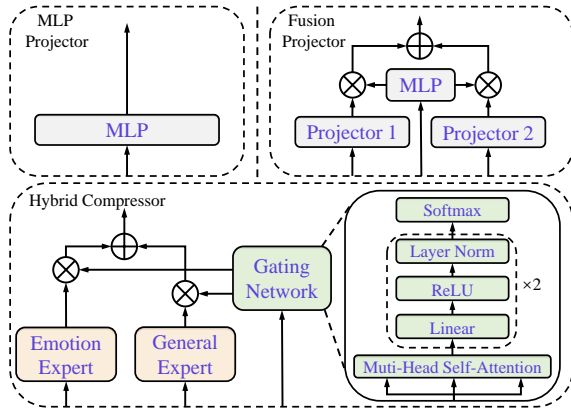 MLP
Projector
MLP
Fusion
Projector
MLP
Projector 1
Projector 2
Hybrid Compressor
Gating
Network
Emotion
Expert
General
Expert
Softmax
Layer Norm
ReLU
Linear
×2
Muti-Head Self-Attention